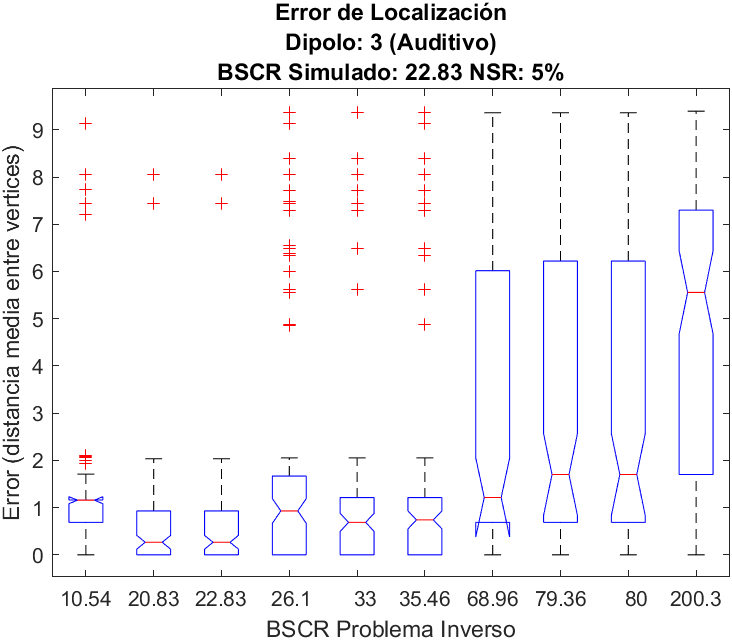 Error de Localización
Dipolo: 3 (Auditivo)
BSCR Simulado: 22.83 NSR: 5%
Error (distancia media entre vertices)
9
8
7
6
5
4
3
2
1
0
10.54 20.83 22.83 26.1 33 35.46 68.96 79.36 80 200.3
BSCR Problema Inverso